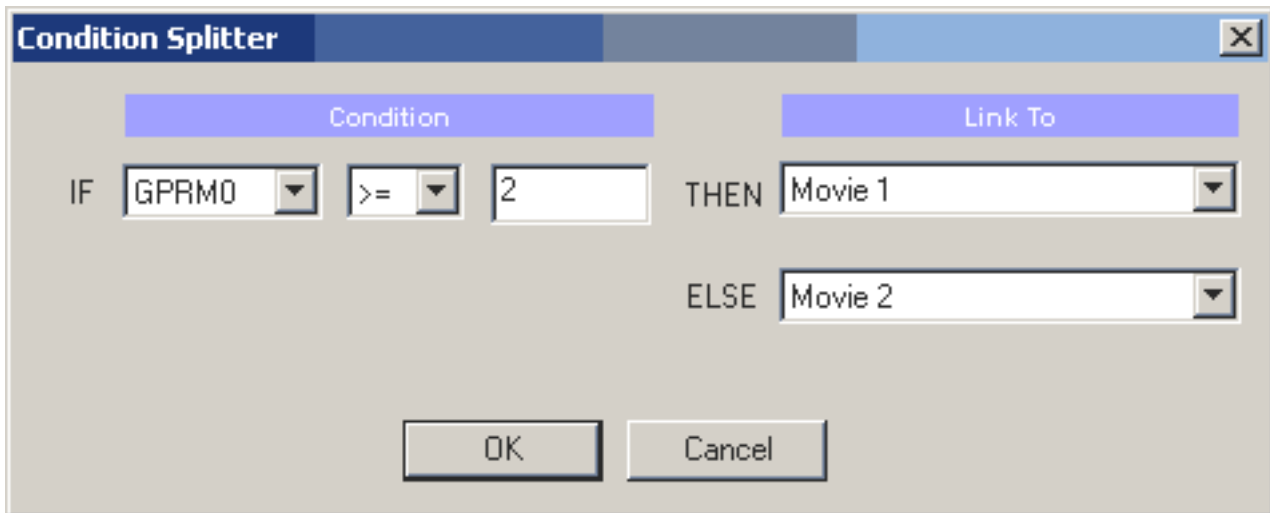 Condition Splitter
Condition Link To
IF GPRM0 >= 2 THEN Movie 1
ELSE Movie 2
OK Cancel